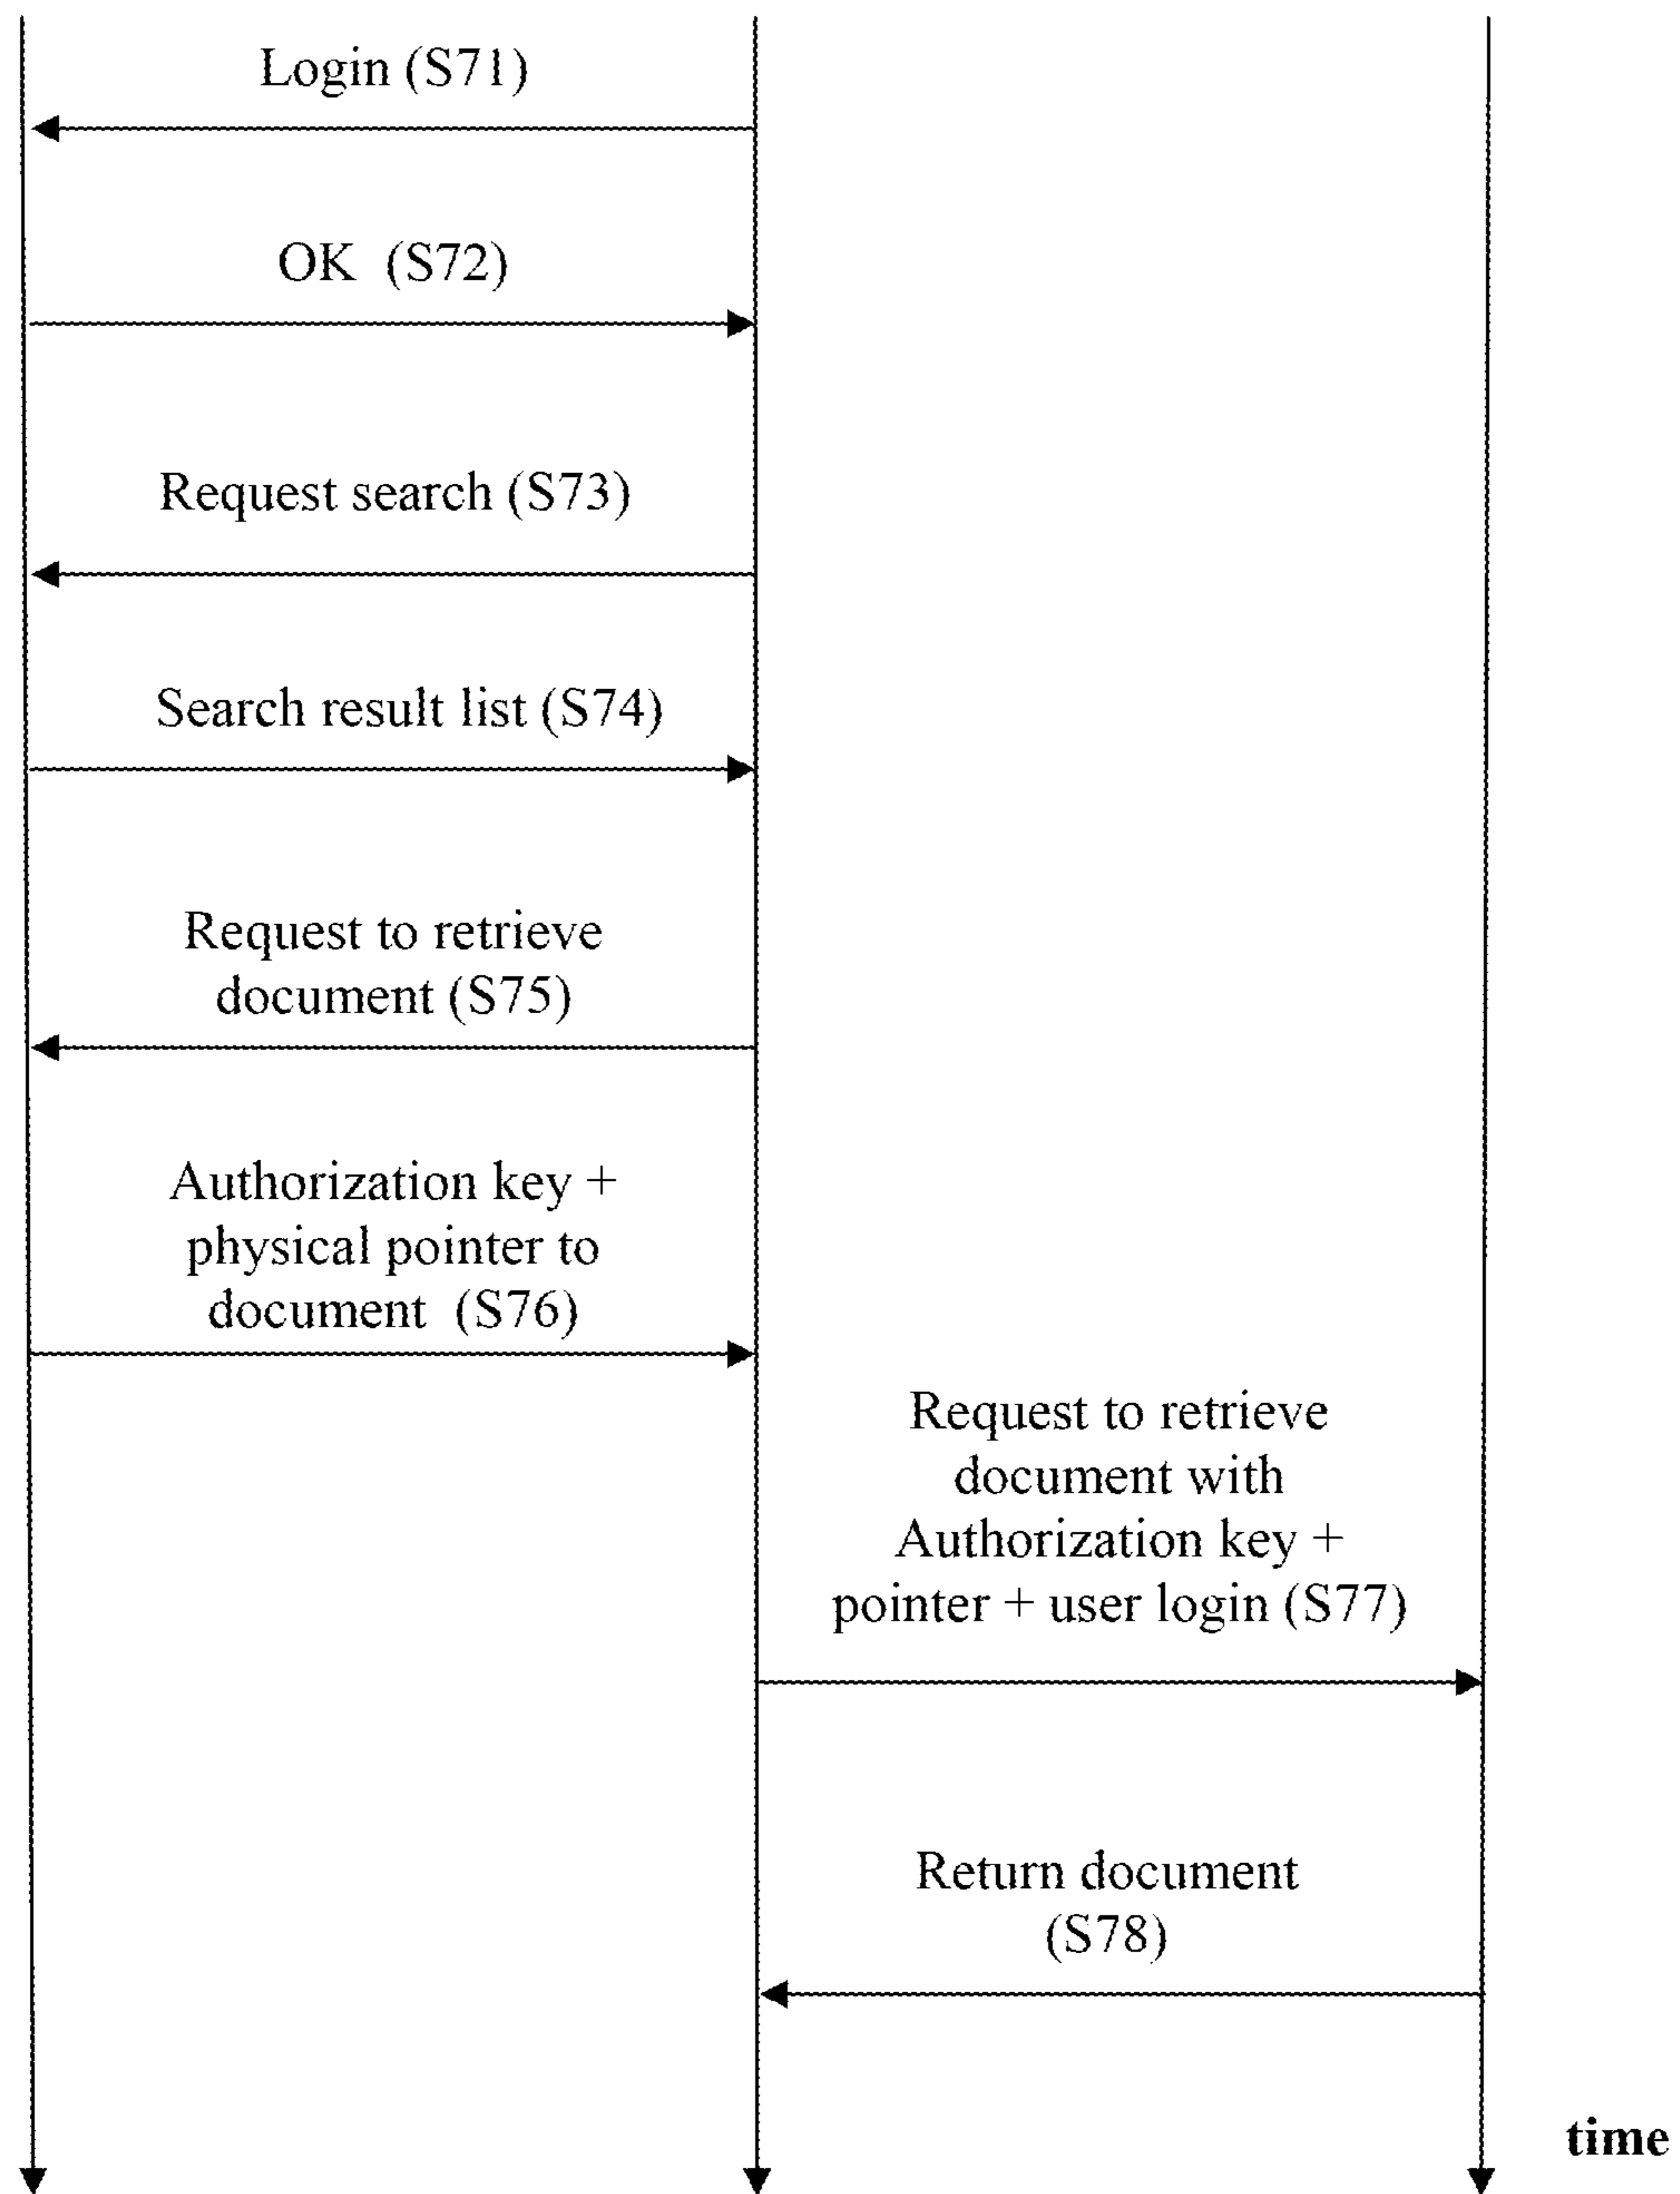 Login (S71)
OK (S72)
Request search (S73)
Search result list (S74)
Request to retrieve
document (S75)
Authorization key +
physical pointer to
document (S76)
Request to retrieve
document with
Authorization key +
pointer + user login (S77)
Return document
(S78)
time